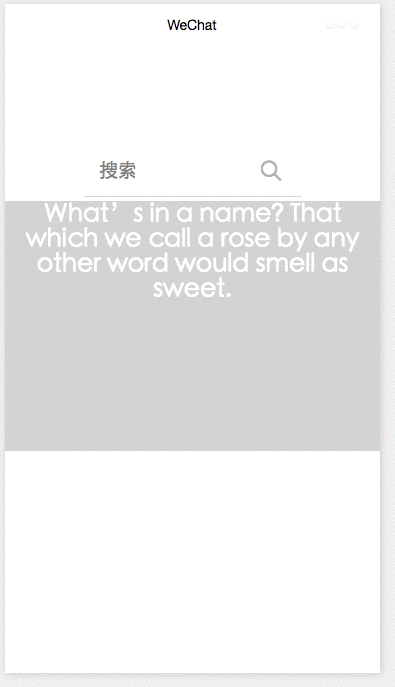 WeChat
搜索
What’s in a name? That
which we call a rose by any
other word would smell as
sweet.